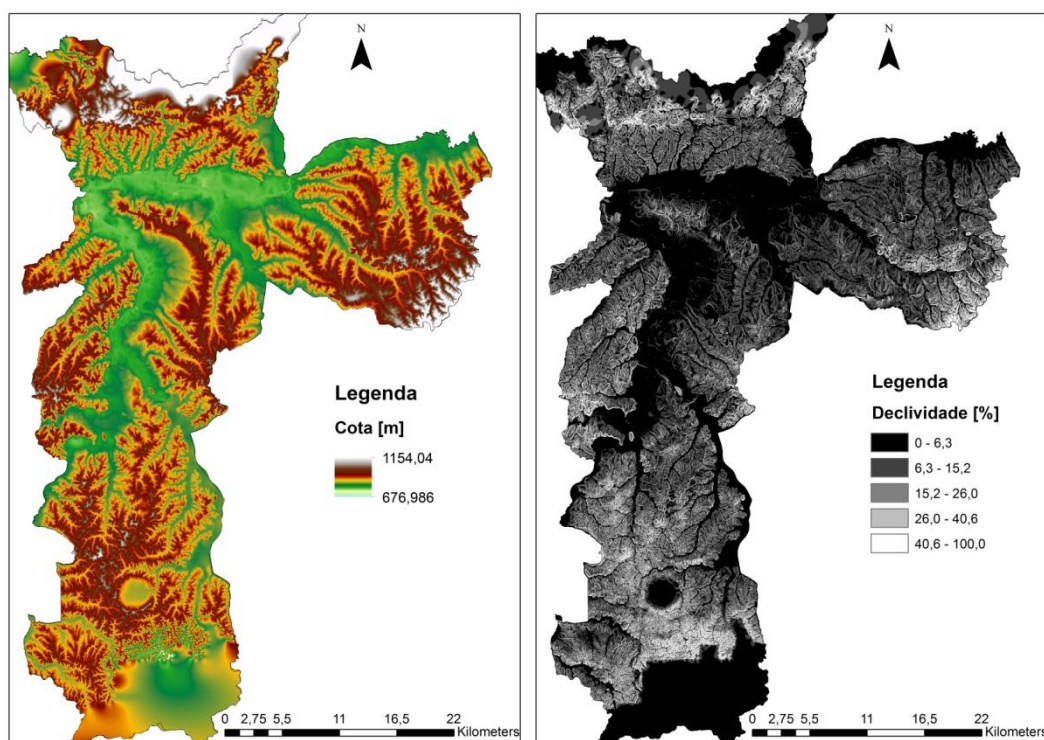 N
Legenda
Cota [m]
1154,04
676,986
0 2,75 5,5 11 16,5 22
Kilometers
N
Legenda
Declividade [%]
0 - 6,3
6,3 - 15,2
15,2 - 26,0
26,0 - 40,6
40,6 - 100,0
0 2,75 5,5 11 16,5 22
Kilometers